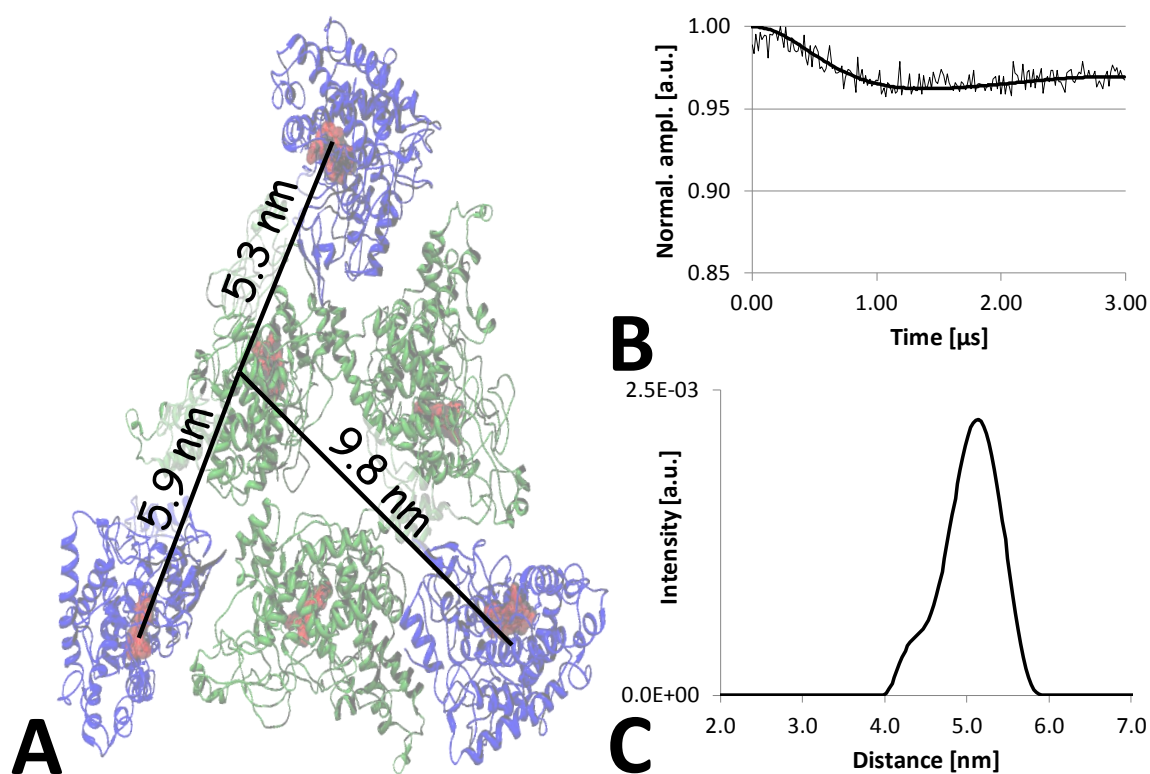 5.3 nm
5.9 nm
9.8 nm
A
Normal. ampl. [a.u.]
1.00
0.95
0.90
0.85
0.00 1.00 2.00 3.00
Time [µs]
B
Intensity [a.u.]
2.5E-03
0.0E+00
2.0 3.0 4.0 5.0 6.0 7.0
Distance [nm]
C